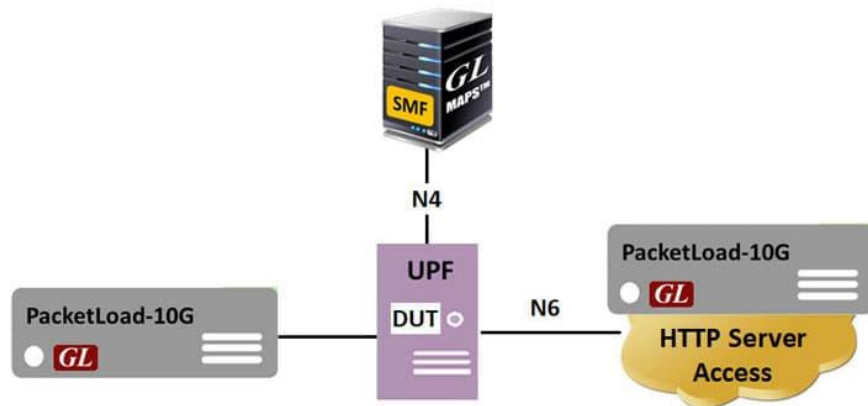 GL
MAPS™
SMF
N4
UPF
DUT
N6
PacketLoad-10G
GL
PacketLoad-10G
GL
HTTP Server
Access